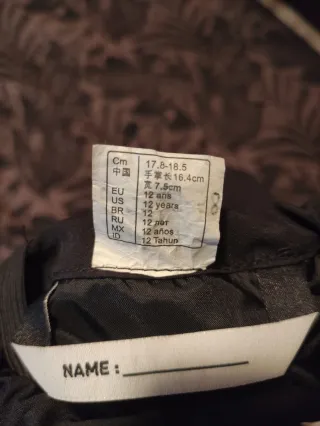 Cm 17.8-18.5
中国 手掌长16.4cm
宽 7.5cm
EU 12 ans
US 12 years
BR 12
RU 12 лет
MX 12 años
ID 12 Tahun
8
NAME: